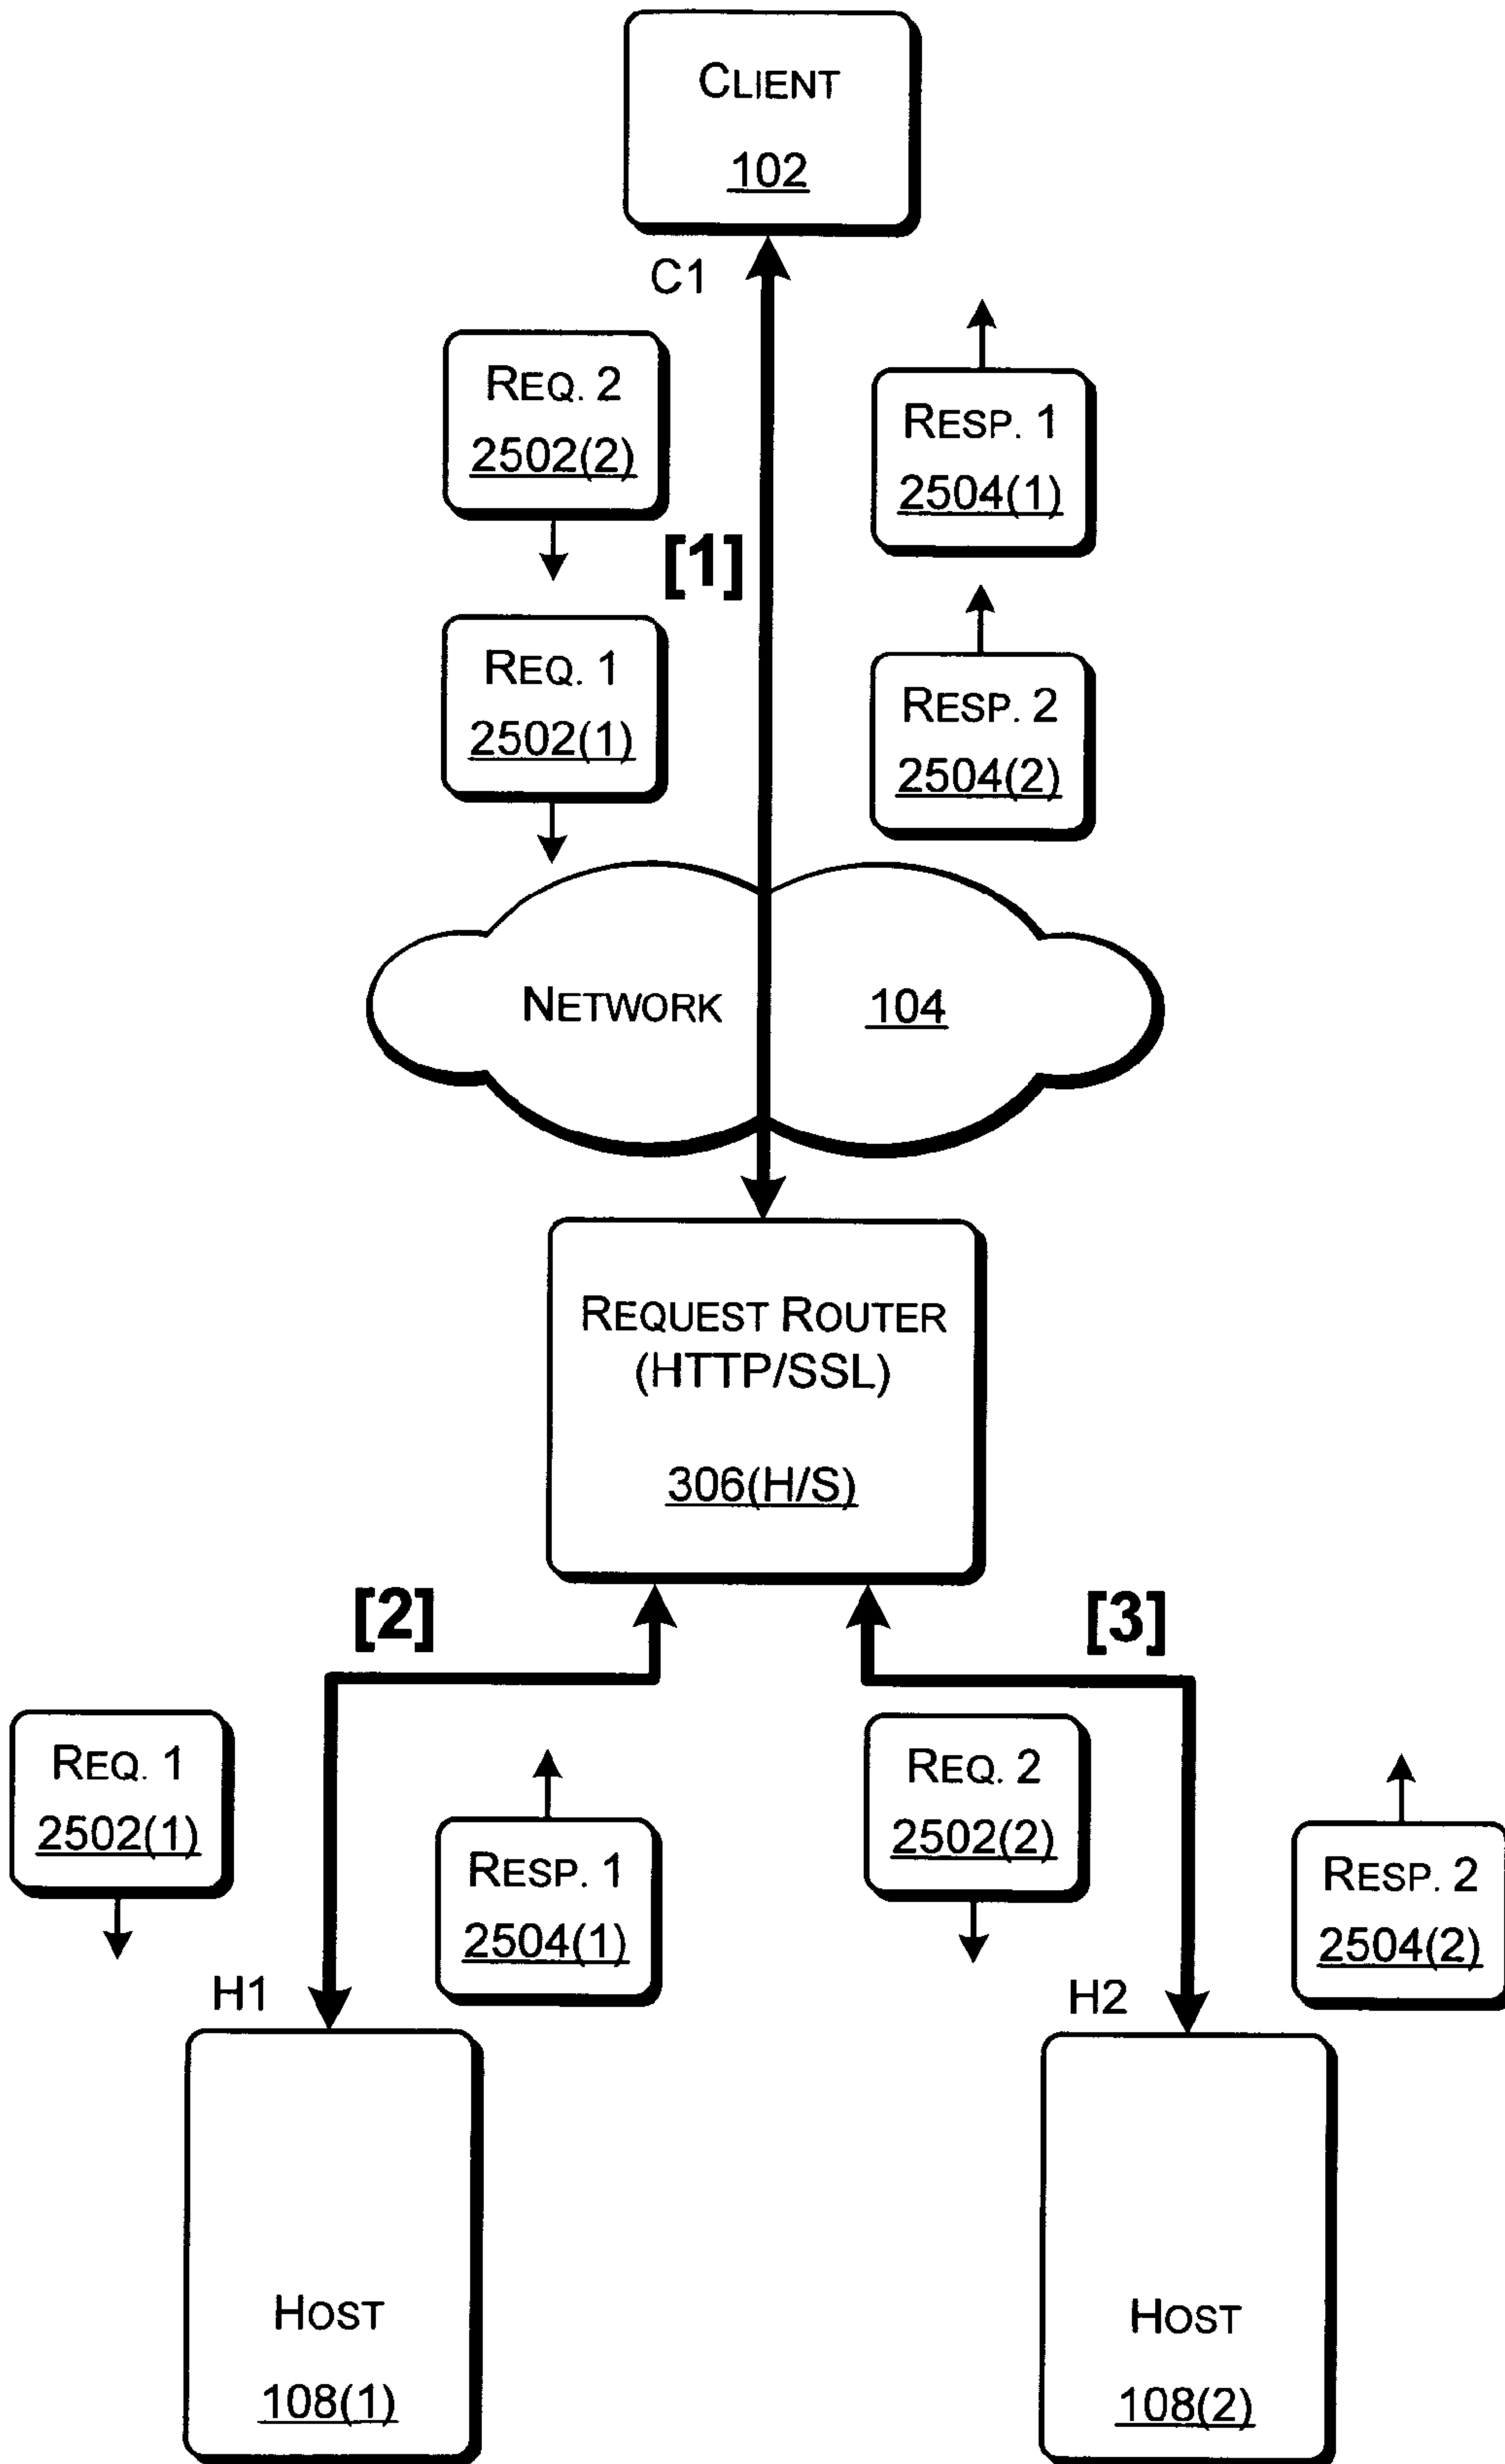 CLIENT
102
C1
REQ. 2
2502(2)
RESP. 1
2504(1)
[1]
REQ. 1
2502(1)
RESP. 2
2504(2)
NETWORK 104
REQUEST ROUTER
(HTTP/SSL)
306(H/S)
[2]
[3]
REQ. 1
2502(1)
RESP. 1
2504(1)
REQ. 2
2502(2)
RESP. 2
2504(2)
H1
H2
HOST
108(1)
HOST
108(2)